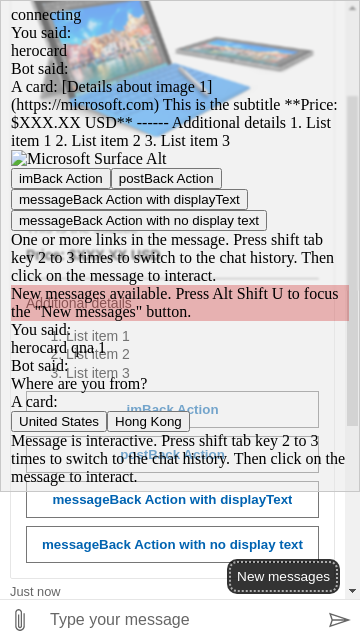 connecting
You said:
herocard
Bot said:
A card: [Details about image 1]
(https://microsoft.com) This is the subtitle **Price:
$XXX.XX USD** ------ Additional details 1. List
item 1 2. List item 2 3. List item 3
Microsoft Surface Alt
imBack Action postBack Action
messageBack Action with displayText
messageBack Action with no display text
One or more links in the message. Press shift tab
key 2 to 3 times to switch to the chat history. Then
click on the message to interact.
New messages available. Press Alt Shift U to focus
the "New messages" button.
You said:
herocard qna 1
Bot said:
Where are you from?
A card:
United States Hong Kong
Message is interactive. Press shift tab key 2 to 3
times to switch to the chat history. Then click on the
message to interact.
Price: $XXX.XX USD
Additional details
1. List item 1
2. List item 2
3. List item 3
imBack Action
postBack Action
messageBack Action with displayText
messageBack Action with no display text
Just now
New messages
Type your message